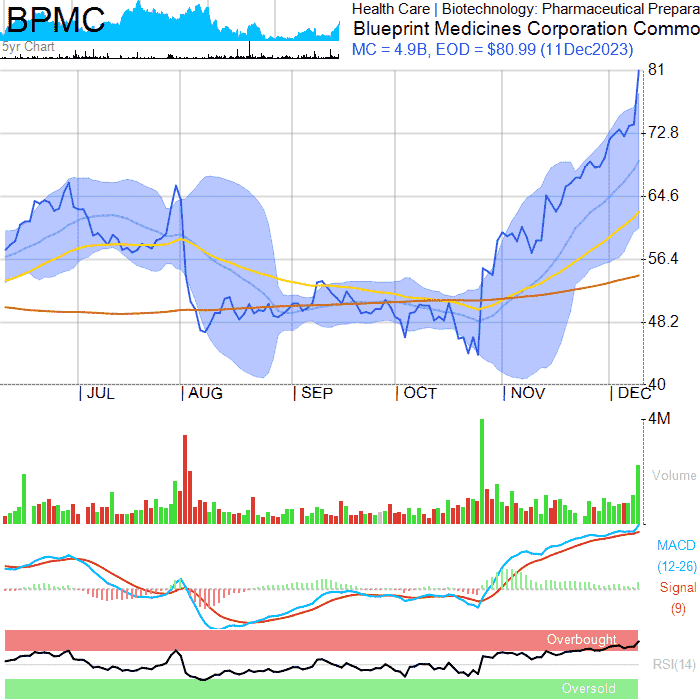 BPMC
5yr Chart
Health Care | Biotechnology: Pharmaceutical Prepara
Blueprint Medicines Corporation Commo
MC = 4.9B, EOD = $80.99 (11Dec2023)
81
72.8
64.6
56.4
48.2
40
| JUL | AUG | SEP | OCT | NOV | DEC
4M
Volume
MACD
(12-26)
Signal
(9)
Overbought
RSI(14)
Oversold